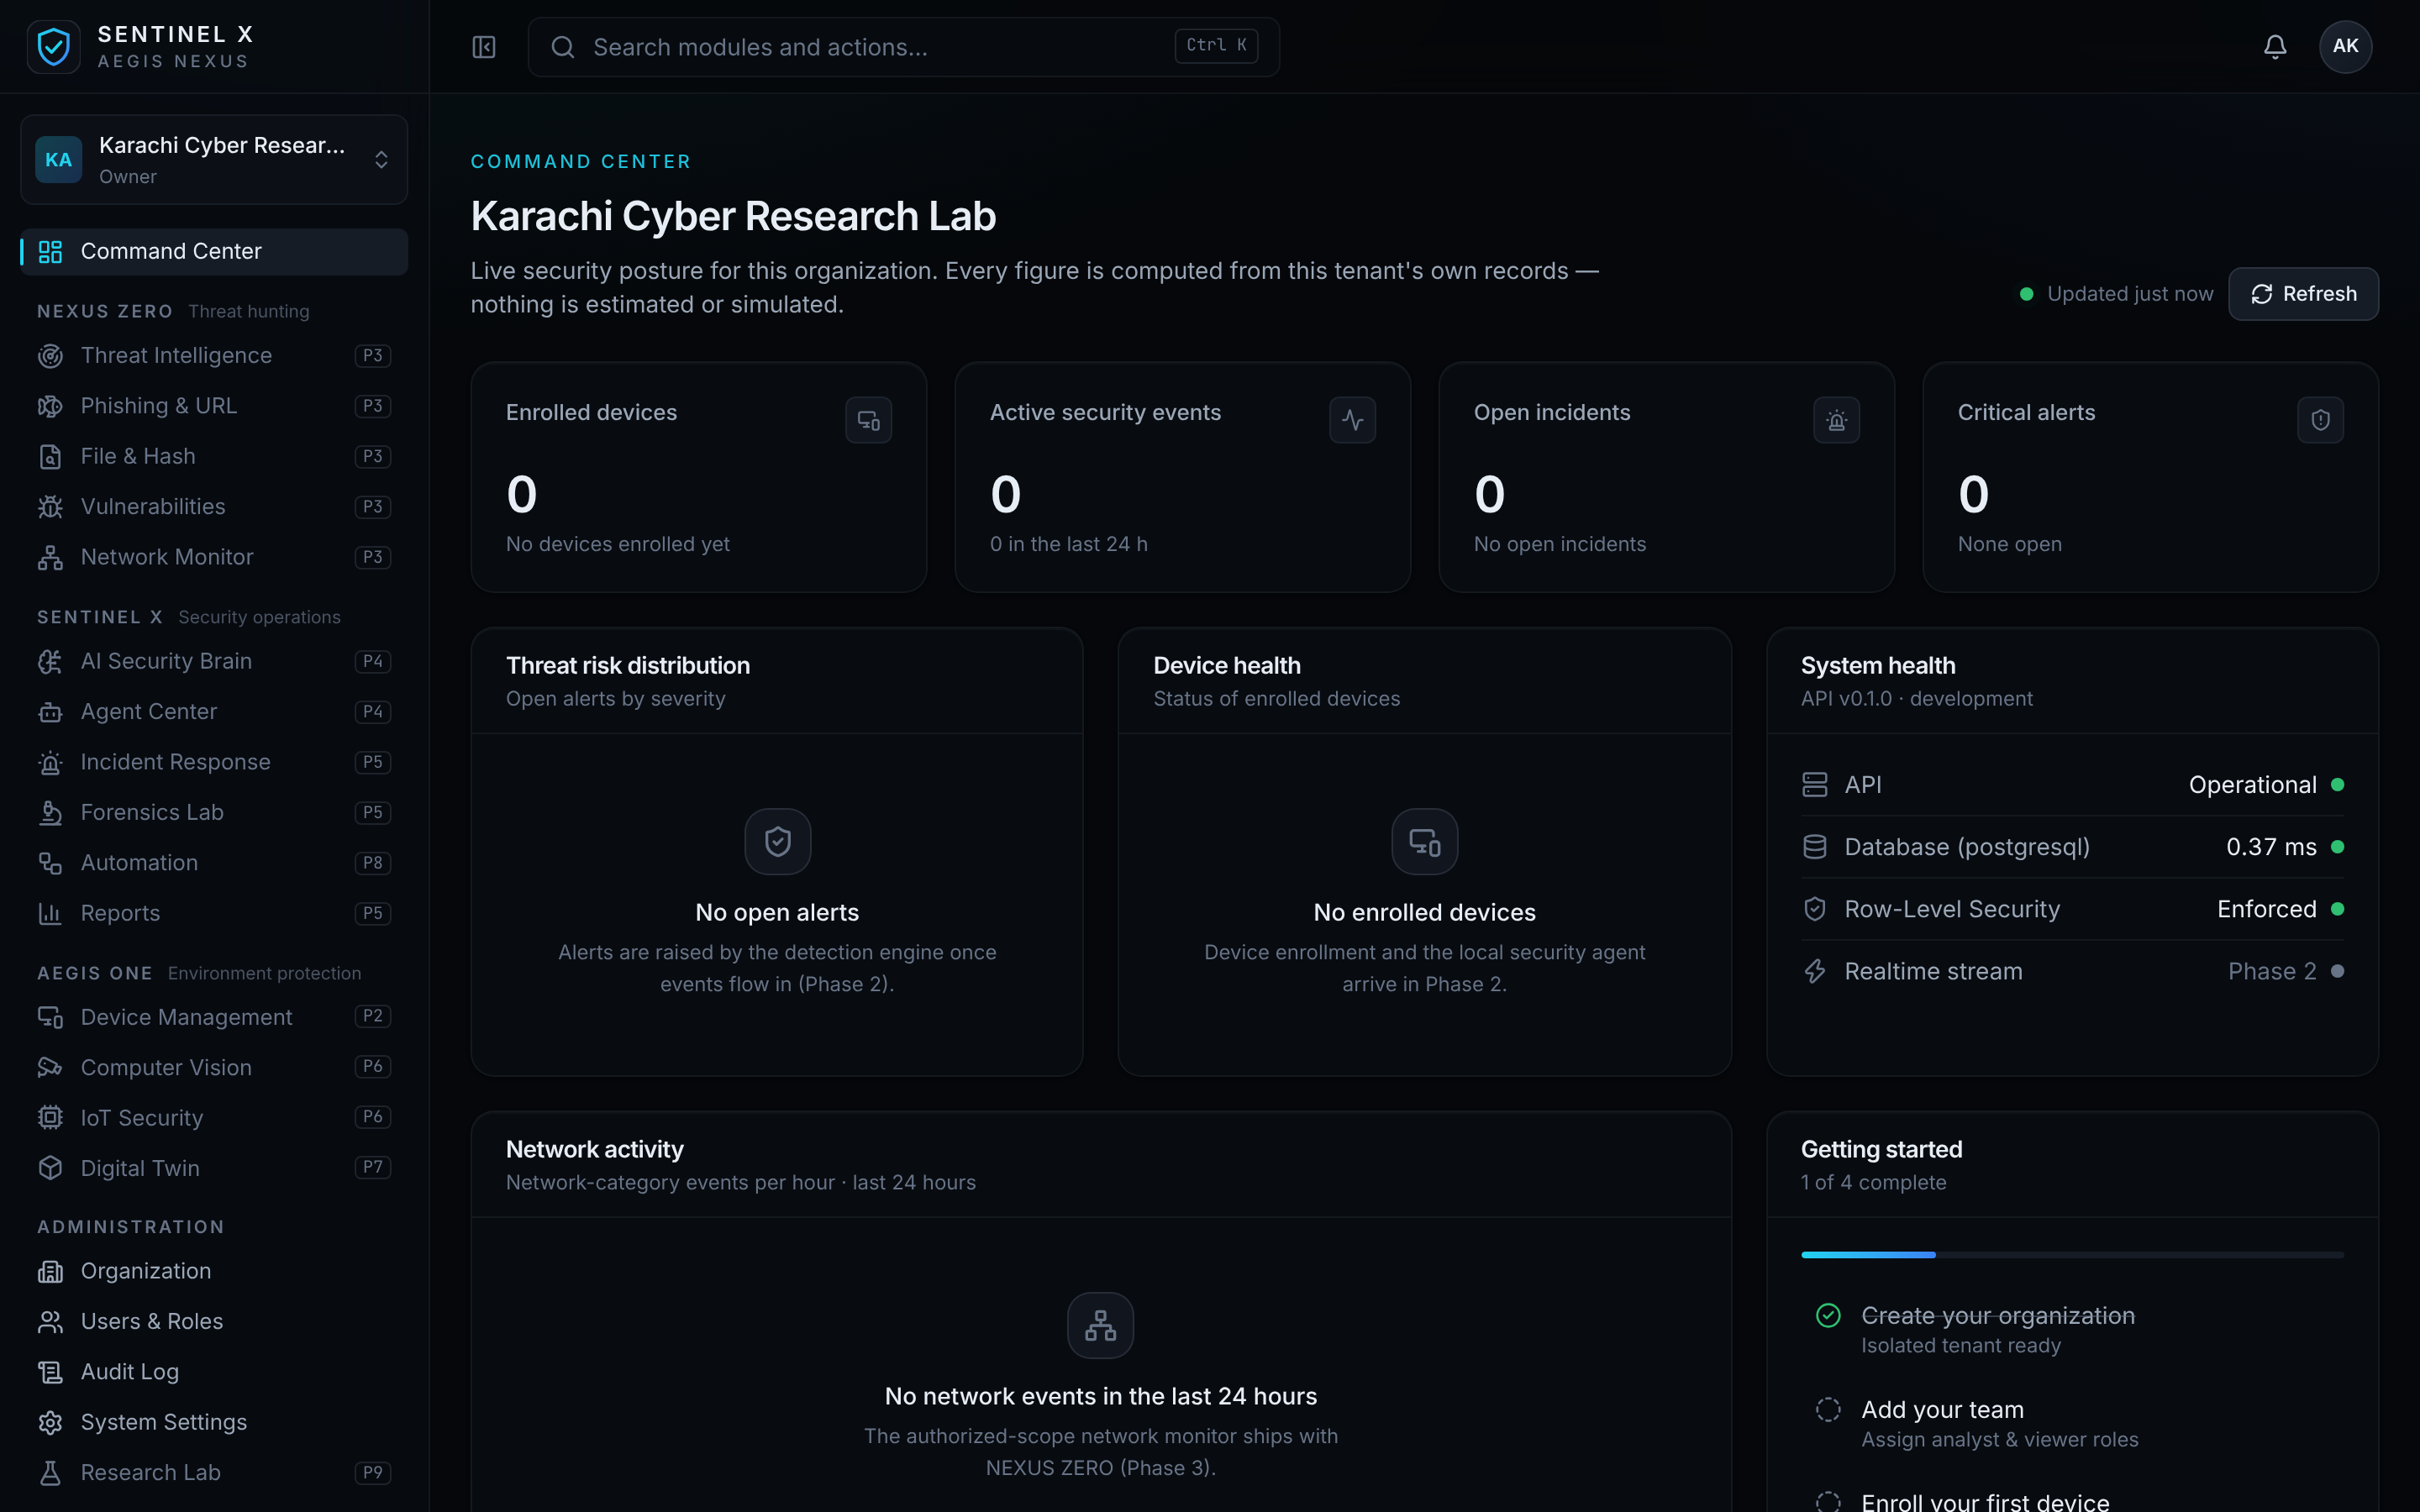 SENTINEL X
AEGIS NEXUS
Search modules and actions...
Ctrl K
AK
KA
Karachi Cyber Resear...
Owner
Command Center
NEXUS ZERO Threat hunting
Threat Intelligence P3
Phishing & URL P3
File & Hash P3
Vulnerabilities P3
Network Monitor P3
SENTINEL X Security operations
AI Security Brain P4
Agent Center P4
Incident Response P5
Forensics Lab P5
Automation P8
Reports P5
AEGIS ONE Environment protection
Device Management P2
Computer Vision P6
IoT Security P6
Digital Twin P7
ADMINISTRATION
Organization
Users & Roles
Audit Log
System Settings
Research Lab P9
COMMAND CENTER
Karachi Cyber Research Lab
Live security posture for this organization. Every figure is computed from this tenant's own records —
nothing is estimated or simulated.
Updated just now
Refresh
Enrolled devices
0
No devices enrolled yet
Active security events
0
0 in the last 24 h
Open incidents
0
No open incidents
Critical alerts
0
None open
Threat risk distribution
Open alerts by severity
No open alerts
Alerts are raised by the detection engine once
events flow in (Phase 2).
Device health
Status of enrolled devices
No enrolled devices
Device enrollment and the local security agent
arrive in Phase 2.
System health
API v0.1.0 · development
API Operational
Database (postgresql) 0.37 ms
Row-Level Security Enforced
Realtime stream Phase 2
Network activity
Network-category events per hour · last 24 hours
No network events in the last 24 hours
The authorized-scope network monitor ships with
NEXUS ZERO (Phase 3).
Getting started
1 of 4 complete
Create your organization
Isolated tenant ready
Add your team
Assign analyst & viewer roles
Enroll your first device